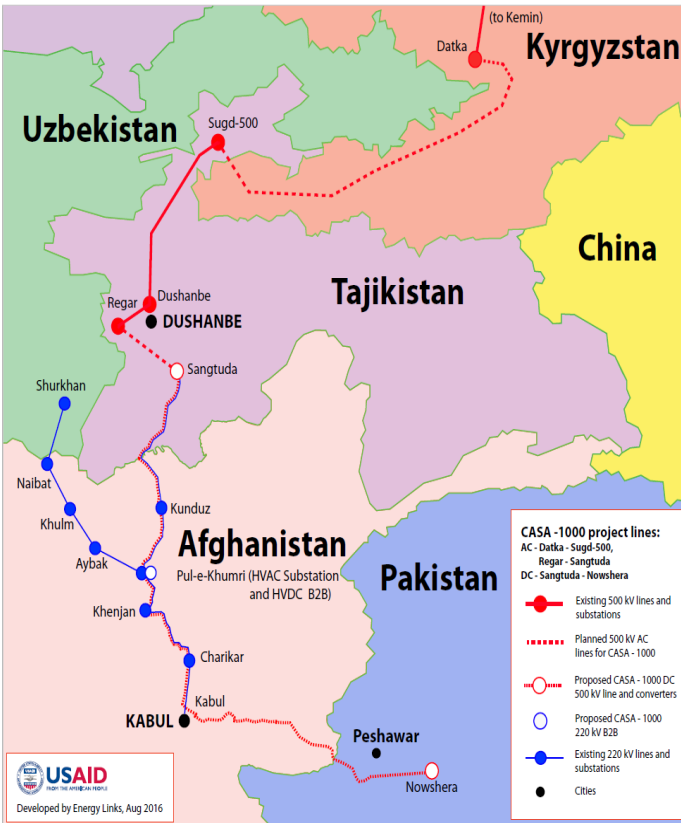 (to Kemin)
Datka
Kyrgyzstan
Uzbekistan
Sugd-500
China
Tajikistan
Regar
Dushanbe
DUSHANBE
Sangtuda
Shurkhan
Naibat
Kunduz
Khulm
Aybak
Afghanistan
Pul-e-Khumri (HVAC Substation
and HVDC B2B)
Pakistan
Khenjan
Charikar
Kabul
KABUL
Peshawar
Nowshera
CASA -1000 project lines:
AC - Datka - Sugd-500,
Regar - Sangtuda
DC - Sangtuda - Nowshera
Existing 500 kV lines and
substations
Planned 500 kV AC
lines for CASA - 1000
Proposed CASA - 1000 DC
500 kV line and converters
Proposed CASA - 1000
220 kV B2B
Existing 220 kV lines and
substations
Cities
USAID
FROM THE AMERICAN PEOPLE
Developed by Energy Links, Aug 2016